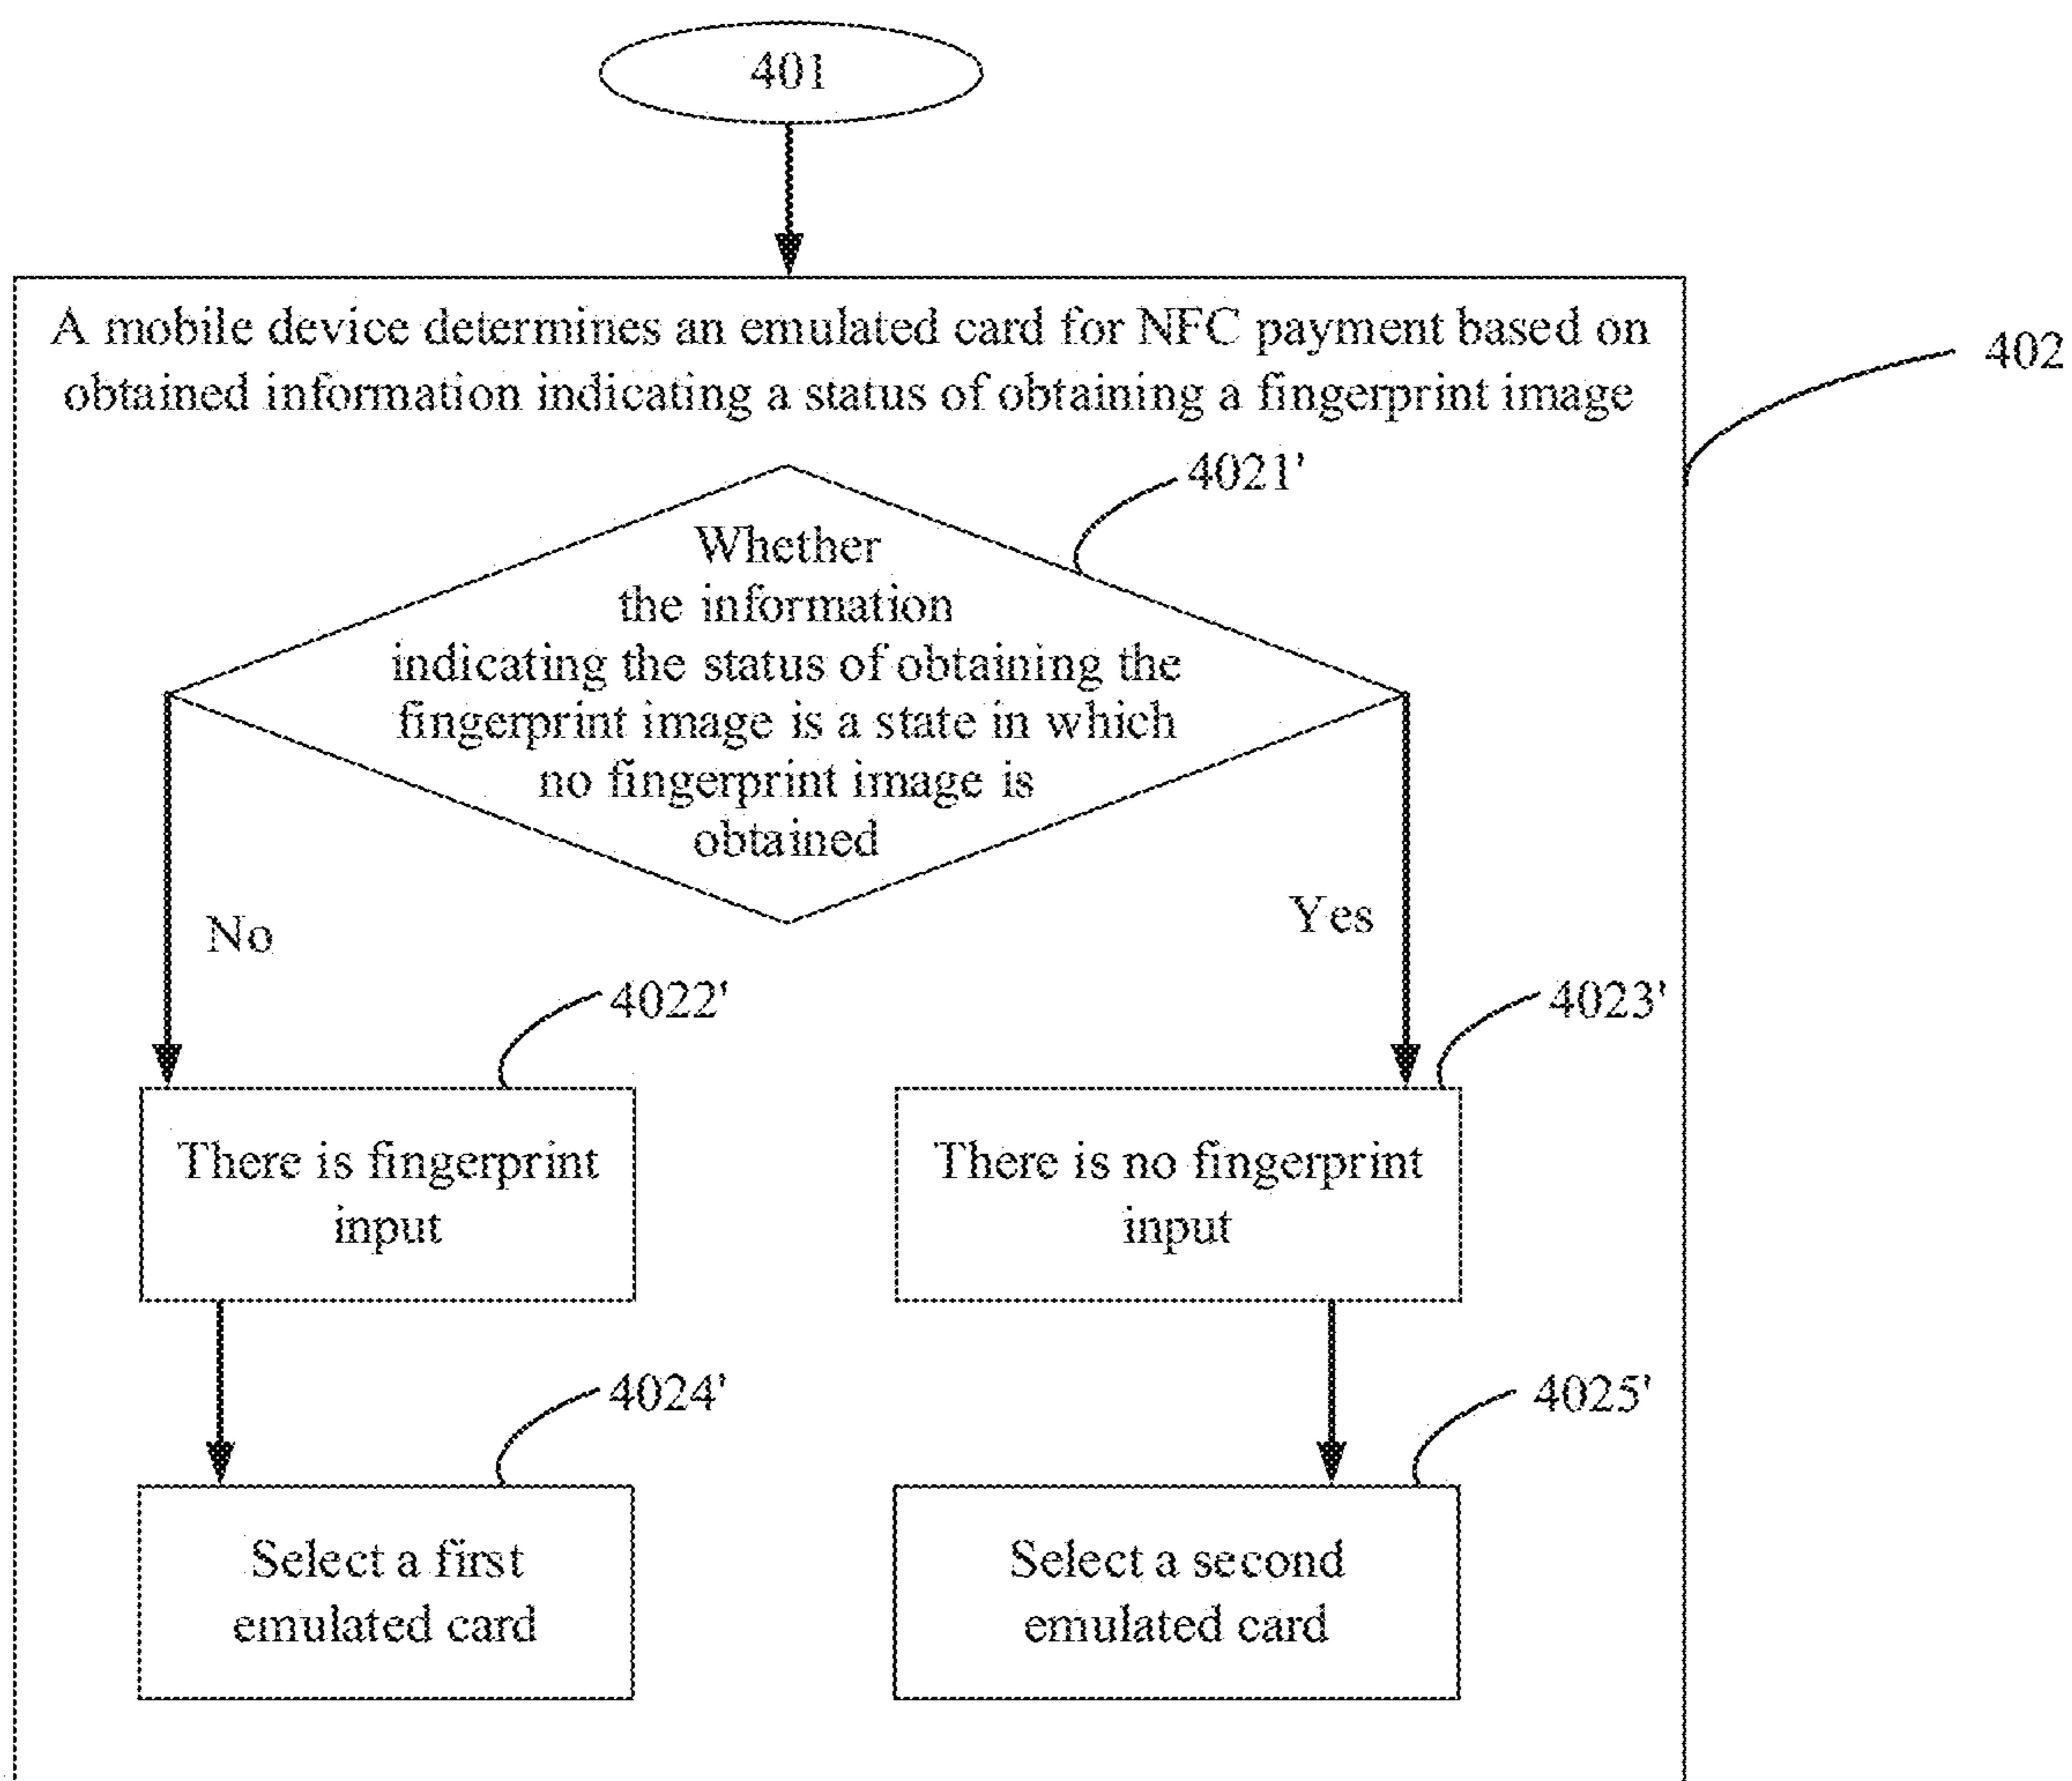 401
A mobile device determines an emulated card for NFC payment based on
obtained information indicating a status of obtaining a fingerprint image
402
4021'
Whether
the information
indicating the status of obtaining the
fingerprint image is a state in which
no fingerprint image is
obtained
No
Yes
4022'
4023'
There is fingerprint
input
There is no fingerprint
input
4024'
4025'
Select a first
emulated card
Select a second
emulated card